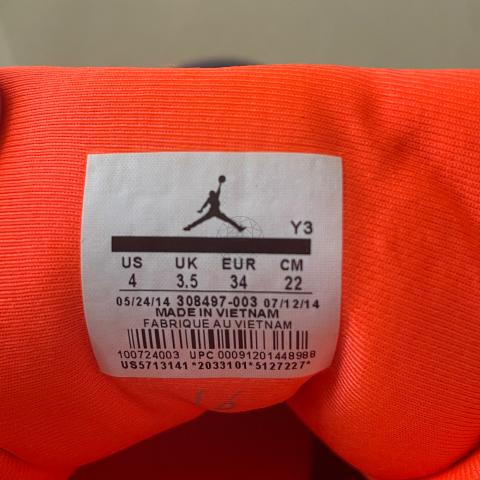 Y3
US UK EUR CM
4 3.5 34 22
05/24/14 308497-003 07/12/14
MADE IN VIETNAM
FABRIQUE AU VIETNAM
100724003 UPC 00091201448988
US5713141 *2033101*5127227*